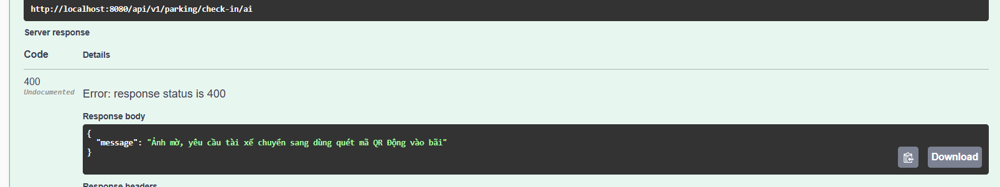 http://localhost:8080/api/v1/parking/check-in/ai
Server response
Code Details
400
Undocumented
Error: response status is 400
Response body
{
"message": "Ảnh mờ, yêu cầu tài xế chuyển sang dùng quét mã QR Động vào bãi"
}
Download
Response headers